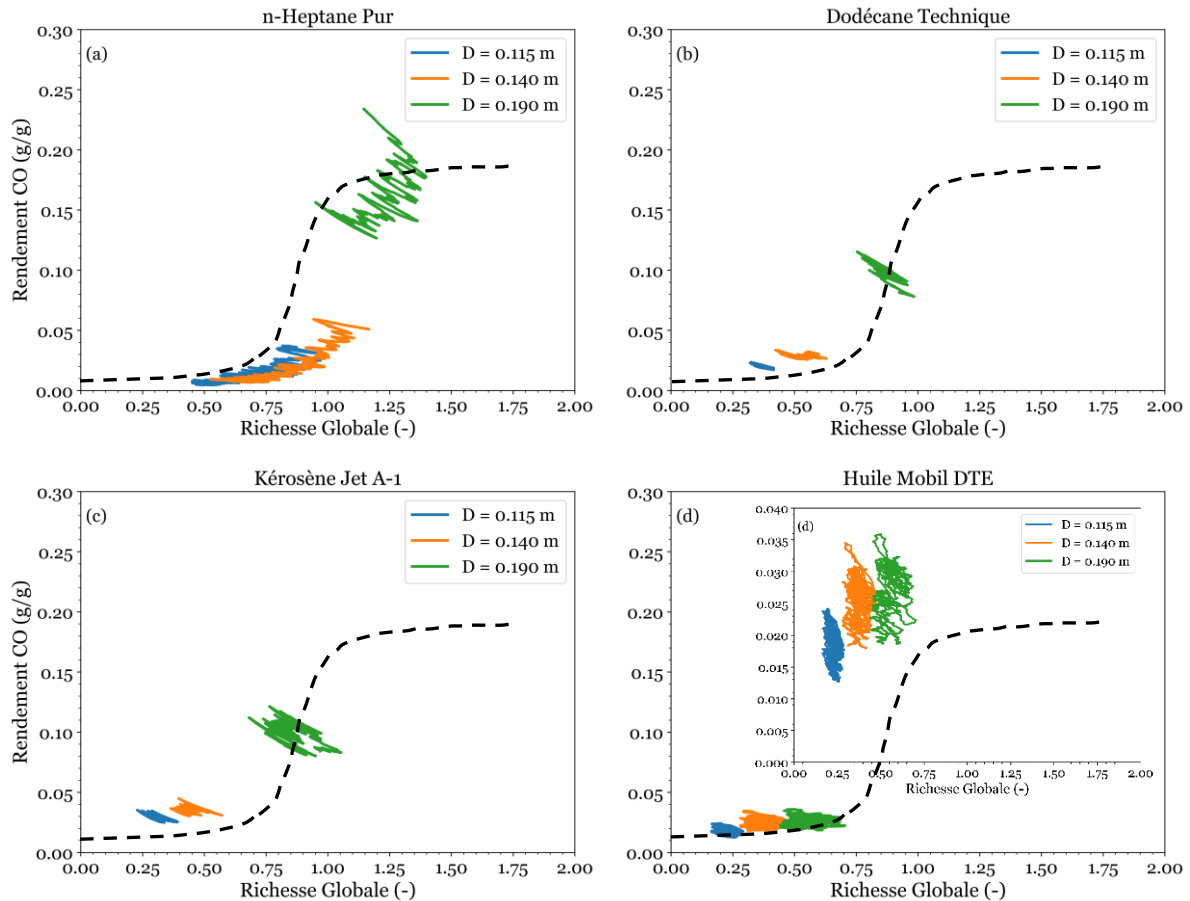 n-Heptane Pur
(a)
D = 0.115 m
D = 0.140 m
D = 0.190 m
0.30
0.25
0.20
0.15
0.10
0.05
0.00
Rendement CO (g/g)
0.00 0.25 0.50 0.75 1.00 1.25 1.50 1.75 2.00
Richesse Globale (-)
Dodécane Technique
(b)
D = 0.115 m
D = 0.140 m
D = 0.190 m
0.30
0.25
0.20
0.15
0.10
0.05
0.00
0.00 0.25 0.50 0.75 1.00 1.25 1.50 1.75 2.00
Richesse Globale (-)
Kérosène Jet A-1
(c)
D = 0.115 m
D = 0.140 m
D = 0.190 m
0.30
0.25
0.20
0.15
0.10
0.05
0.00
Rendement CO (g/g)
0.00 0.25 0.50 0.75 1.00 1.25 1.50 1.75 2.00
Richesse Globale (-)
Huile Mobil DTE
(d)
0.30
0.25
0.20
0.15
0.10
0.05
0.00
0.00 0.25 0.50 0.75 1.00 1.25 1.50 1.75 2.00
Richesse Globale (-)
(d)
D = 0.115 m
D = 0.140 m
D = 0.190 m
0.040
0.035
0.030
0.025
0.020
0.015
0.010
0.005
0.000
0.00 0.25 0.50 0.75 1.00 1.25 1.50 1.75 2.00
Richesse Globale (-)